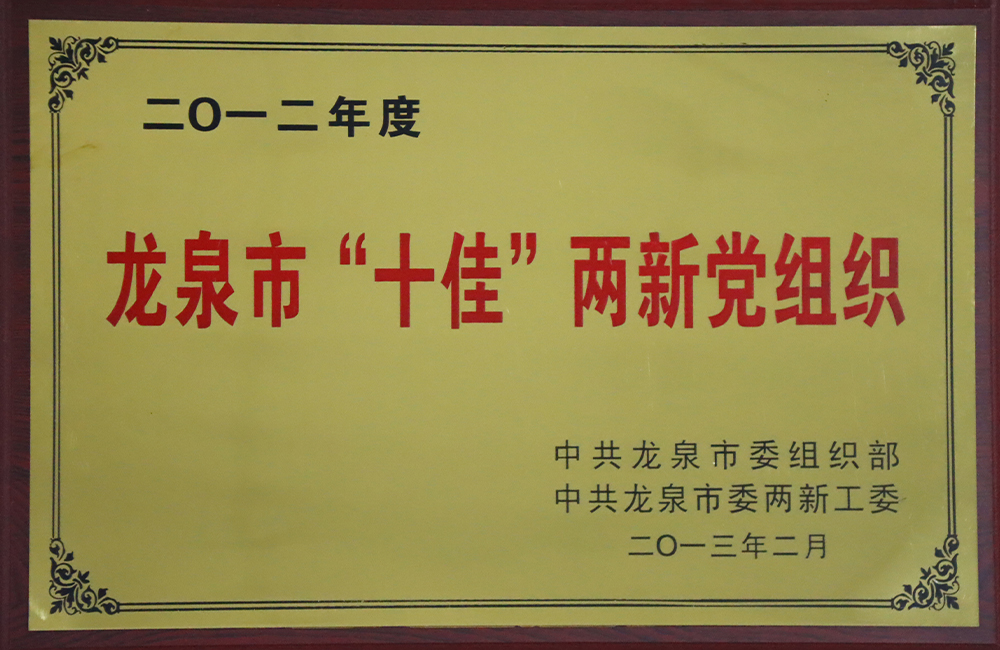 二〇一二年度
龙泉市“十佳”两新党组织
中共龙泉市委组织部
中共龙泉市委两新工委
二〇一三年二月